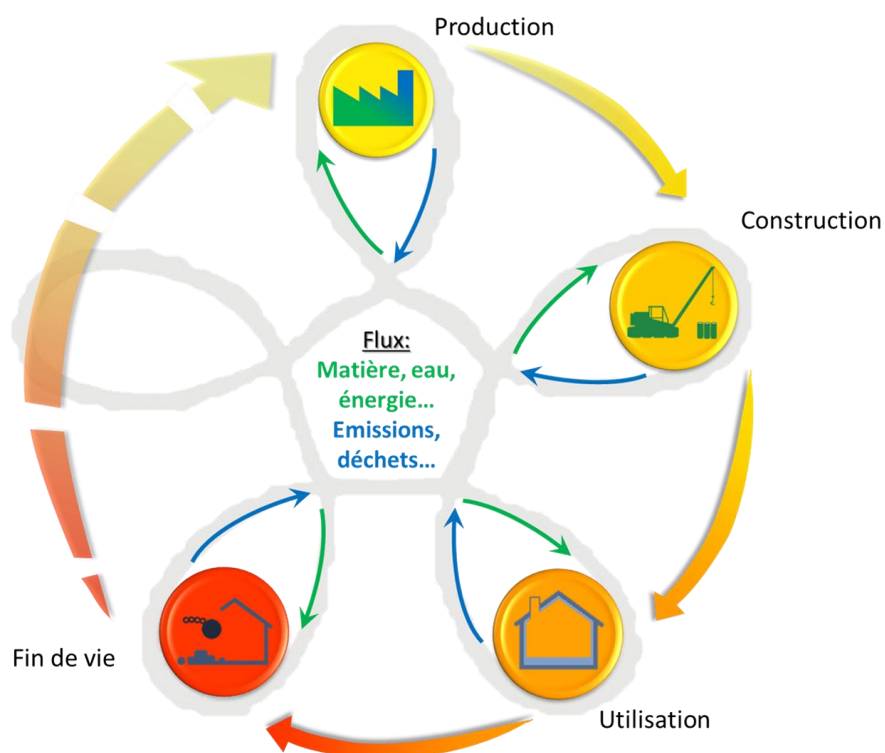 Production
Construction
Flux:
Matière, eau,
énergie...
Emissions,
déchets...
Fin de vie
Utilisation